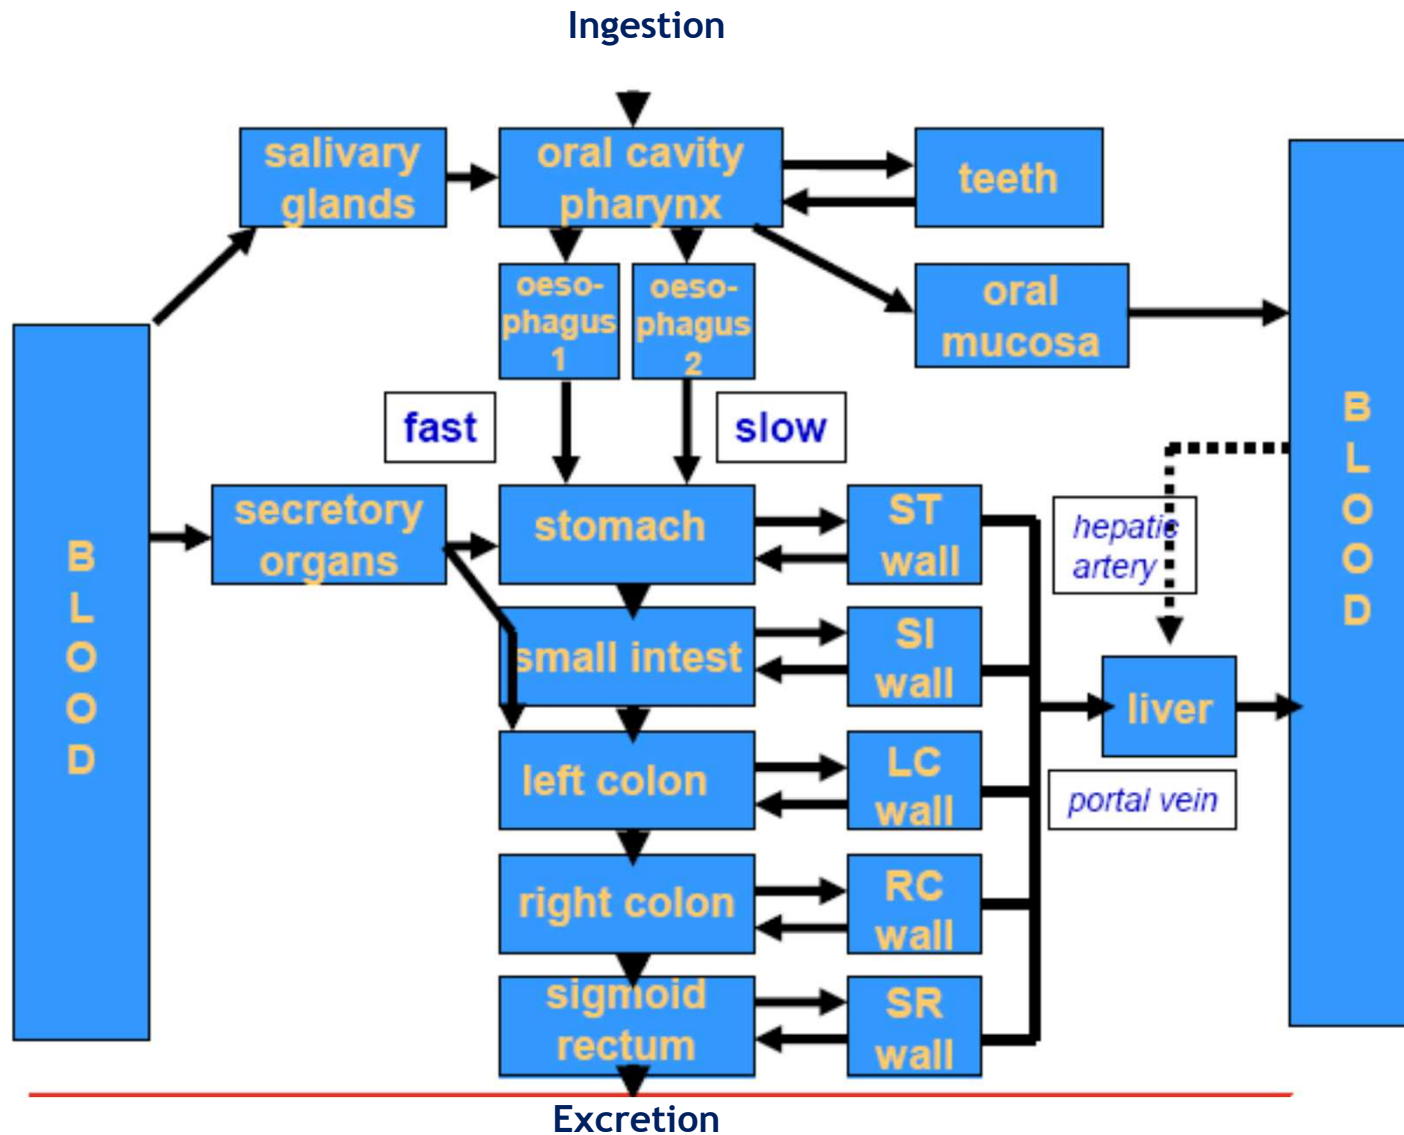 Ingestion
salivary
glands
oral cavity
pharynx
teeth
oeso-
phagus
1
oeso-
phagus
2
oral
mucosa
fast
slow
B
L
O
O
D
secretory
organs
stomach
ST
wall
hepatic
artery
B
L
O
O
D
small intest
SI
wall
liver
left colon
LC
wall
portal vein
right colon
RC
wall
sigmoid
rectum
SR
wall
Excretion